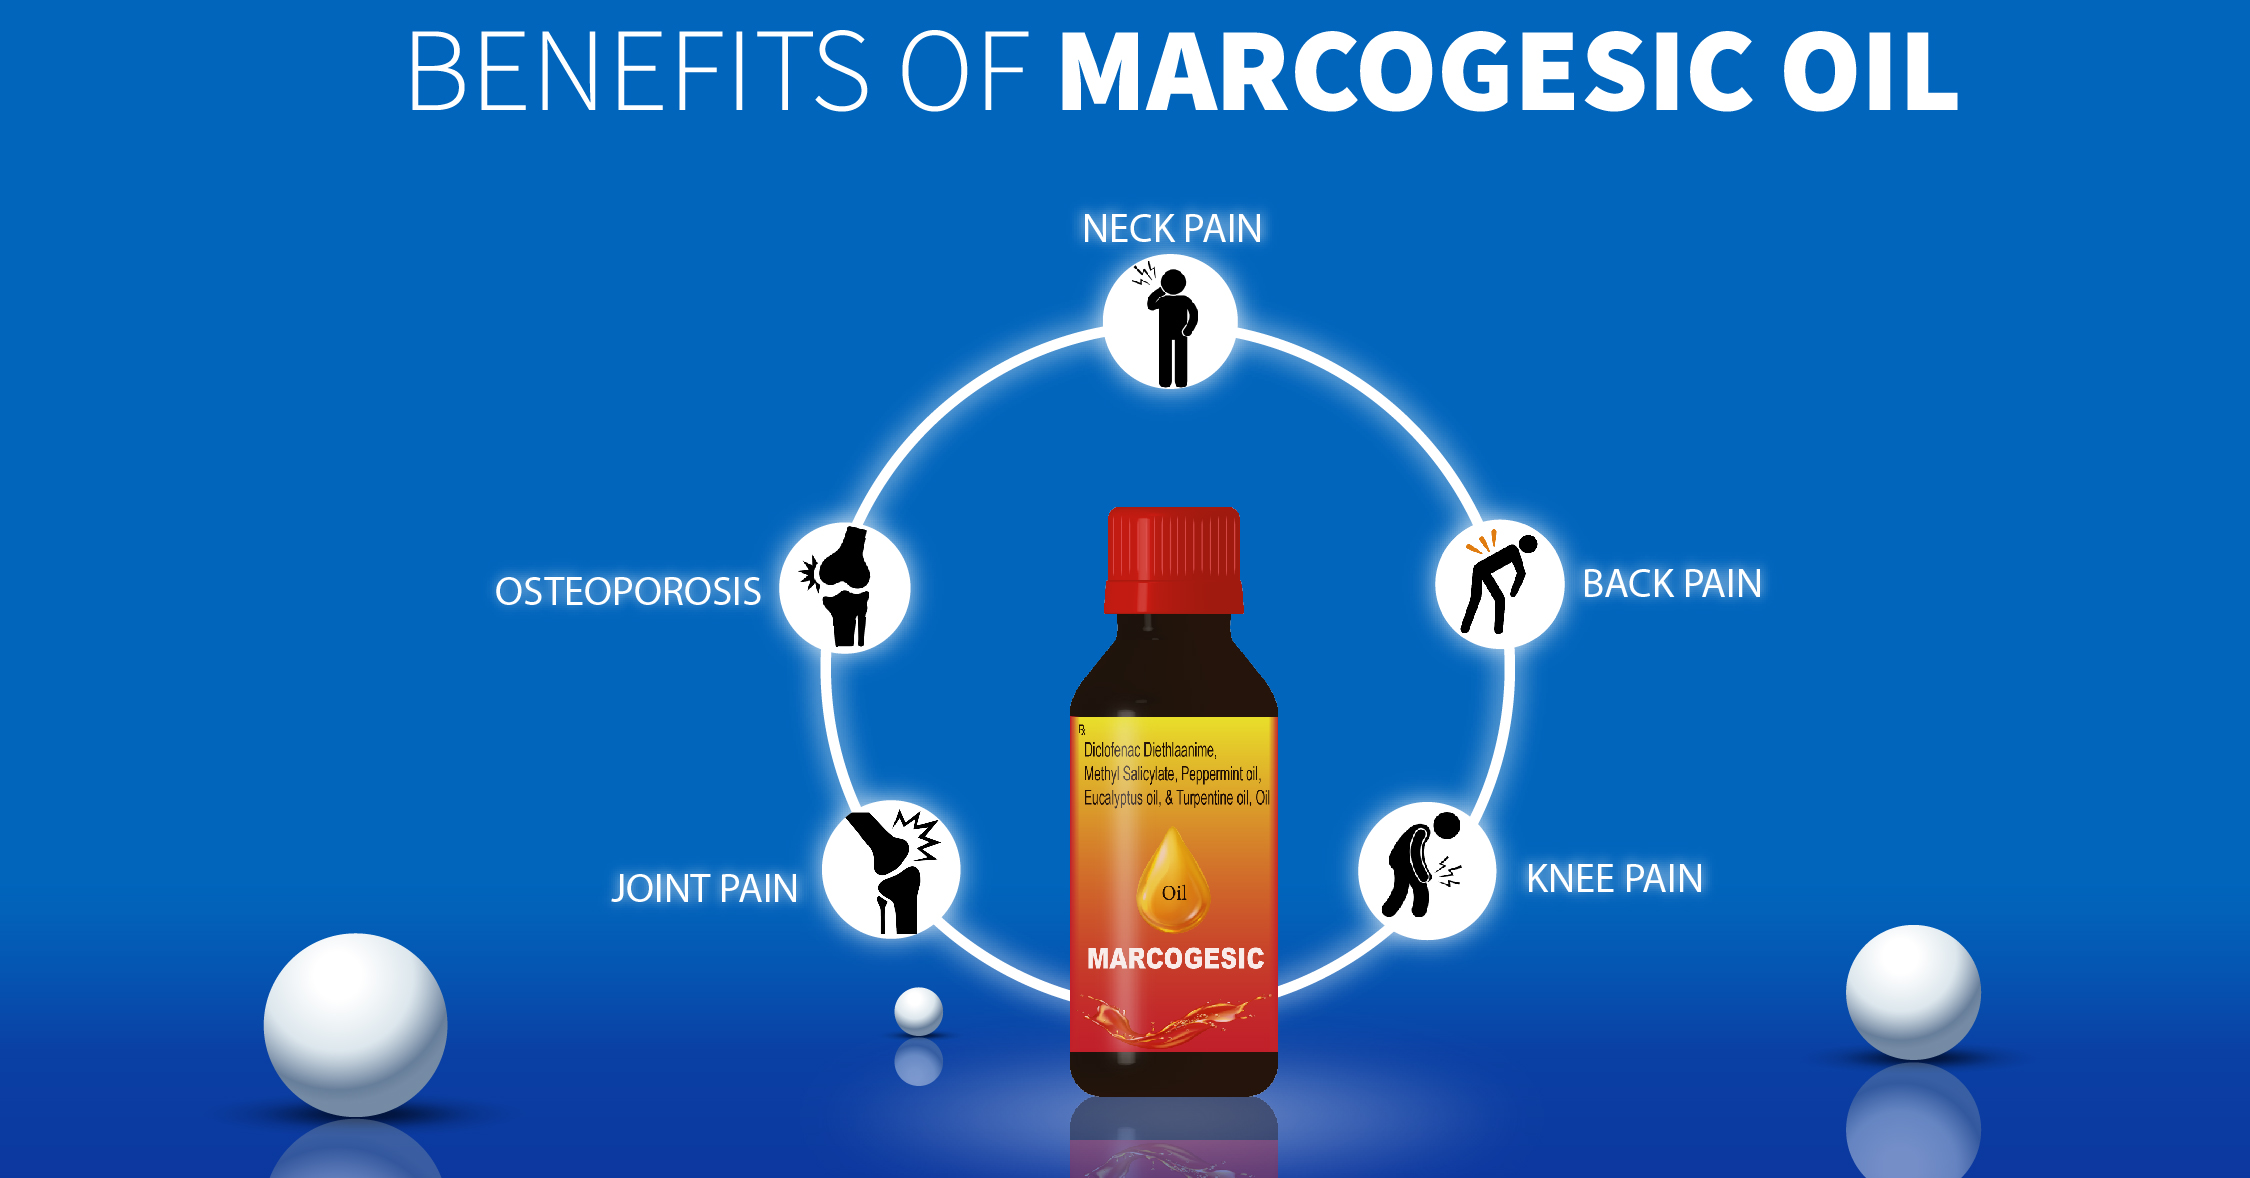 BENEFITS OF MARCOGESIC OIL
NECK PAIN
OSTEOPOROSIS
BACK PAIN
JOINT PAIN
KNEE PAIN
℞
Diclofenac Diethlaanime,
Methyl Salicylate, Peppermint oil,
Eucalyptus oil, & Turpentine oil, Oil
Oil
MARCOGESIC